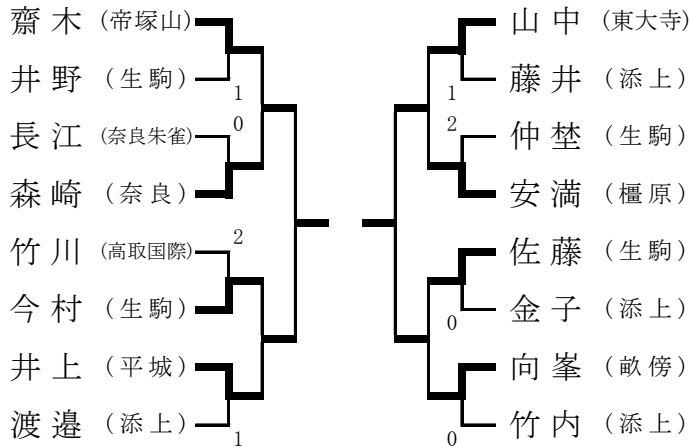 齋木 (帝塚山)
井野 (生駒)
1
0
長江 (奈良朱雀)
森崎 (奈良)
2
竹川 (高取国際)
今村 (生駒)
井上 (平城)
渡邉 (添上)
1
山中 (東大寺)
1
藤井 (添上)
2
仲埜 (生駒)
安満 (橿原)
佐藤 (生駒)
金子 (添上)
0
向峯 (畝傍)
竹内 (添上)
0